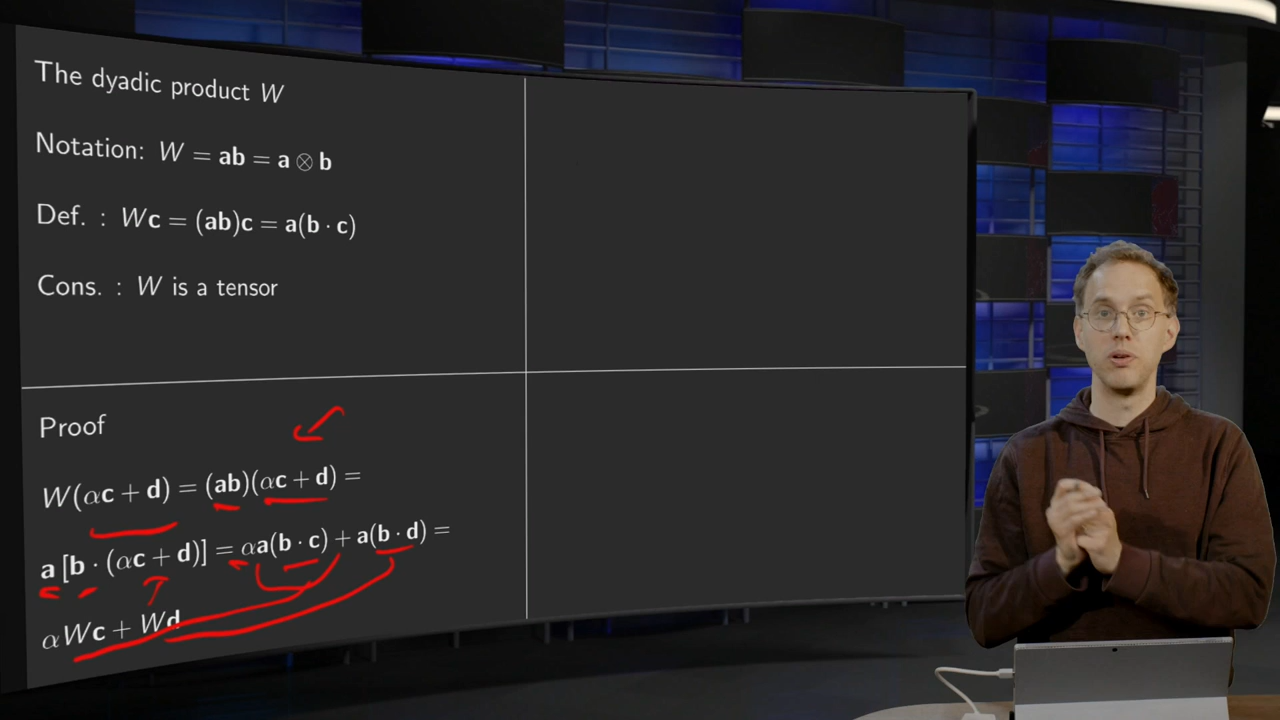 The dyadic product W
Notation: W = ab = a ⊗ b
Def. : Wc = (ab)c = a(b · c)
Cons. : W is a tensor
Proof
W(αc + d) = (ab)(αc + d) =
a [b · (αc + d)] = αa(b · c) + a(b · d) =
αWc + Wd